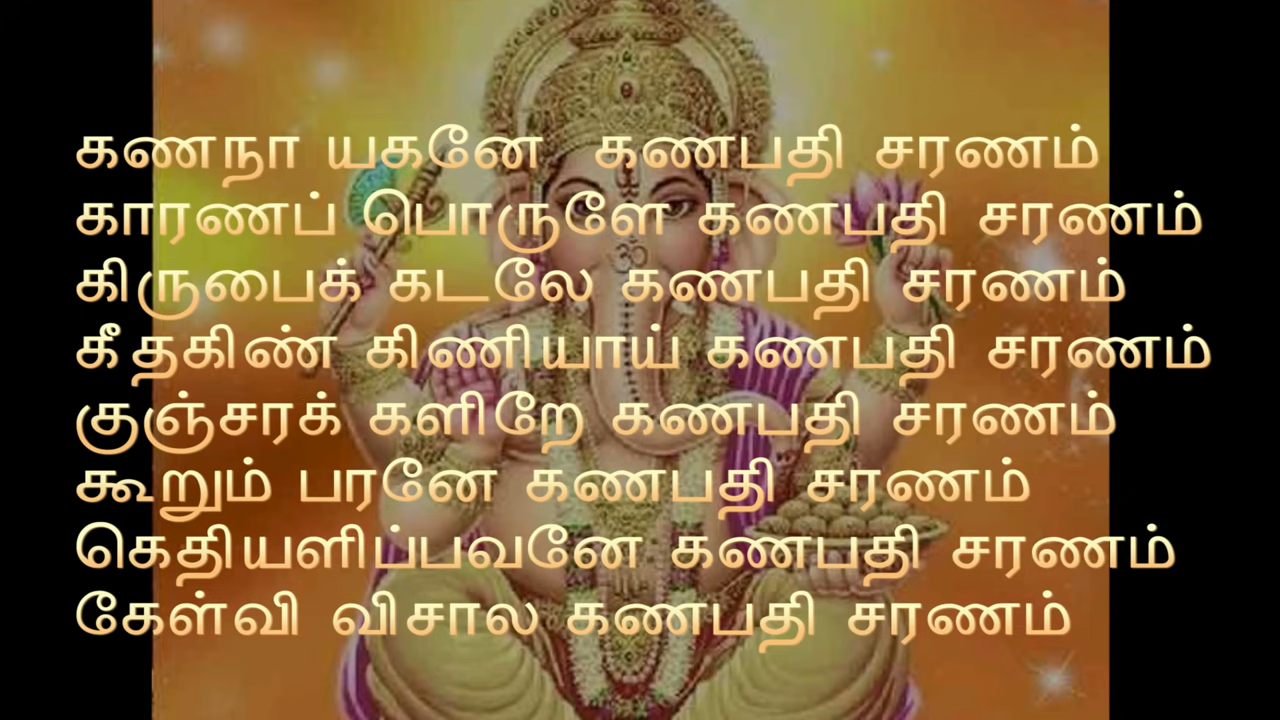 கணநா யகனே கணபதி சரணம்
காரணப் பொருளே கணபதி சரணம்
கிருபைக் கடலே கணபதி சரணம்
கீதகிண் கிணியாய் கணபதி சரணம்
குஞ்சரக் களிறே கணபதி சரணம்
கூறும் பரனே கணபதி சரணம்
கெதியளிப்பவனே கணபதி சரணம்
கேள்வி விசால கணபதி சரணம்